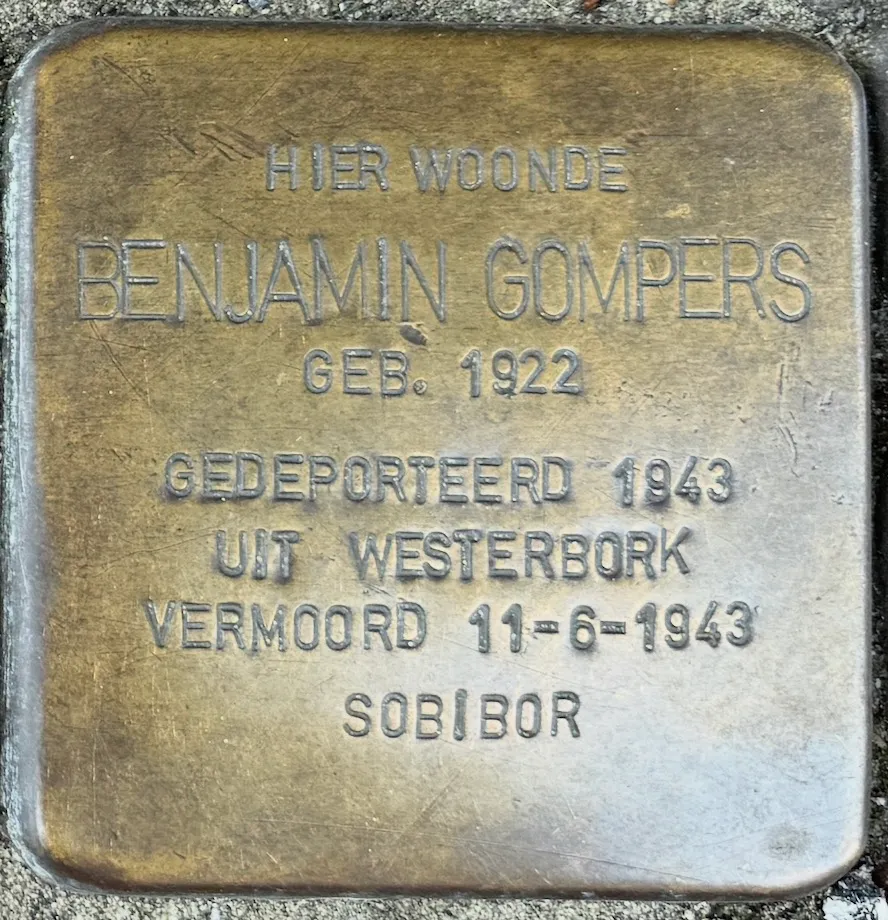 HIER WOONDE
BENJAMIN GOMPERS
GEB. 1922
GEDEPORTEERD 1943
UIT WESTERBORK
VERMOORD 11-6-1943
SOBIBOR